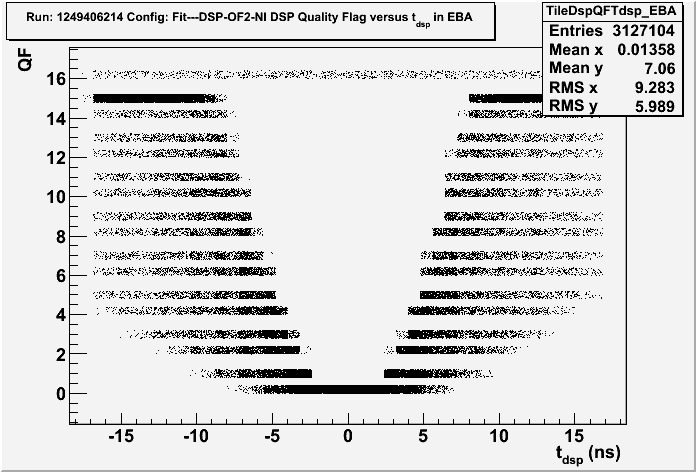 Run: 1249406214 Config: Fit---DSP-OF2-NI DSP Quality Flag versus t_dsp in EBA
TileDspQFTdsp_EBA
Entries 3127104
Mean x 0.01358
Mean y 7.06
RMS x 9.283
RMS y 5.989
QF
16
14
12
10
8
6
4
2
0
-15 -10 -5 0 5 10 15
t_dsp (ns)